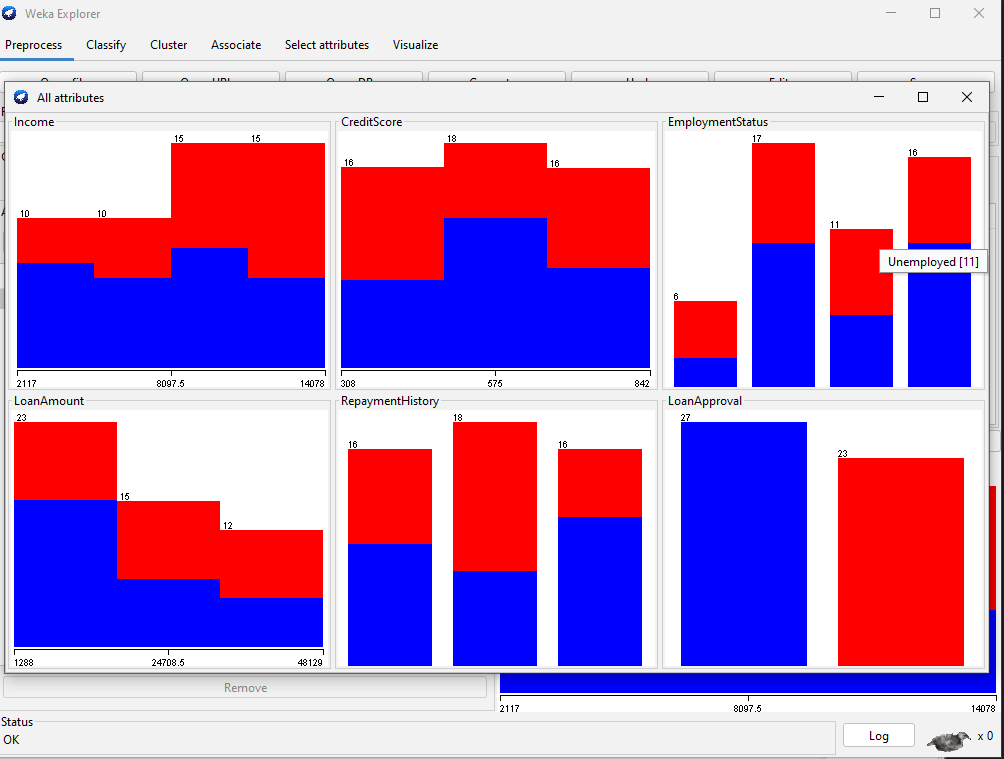 Weka Explorer
Preprocess Classify Cluster Associate Select attributes Visualize
All attributes
Income
10 10 15 15
2117 8097.5 14078
CreditScore
16 18 16
308 575 842
EmploymentStatus
6 17 11 16
Unemployed [11]
LoanAmount
23 15 12
1288 24708.5 48129
RepaymentHistory
16 18 16
LoanApproval
27 23
Remove
2117 8097.5 14078
Status
OK
Log
x 0